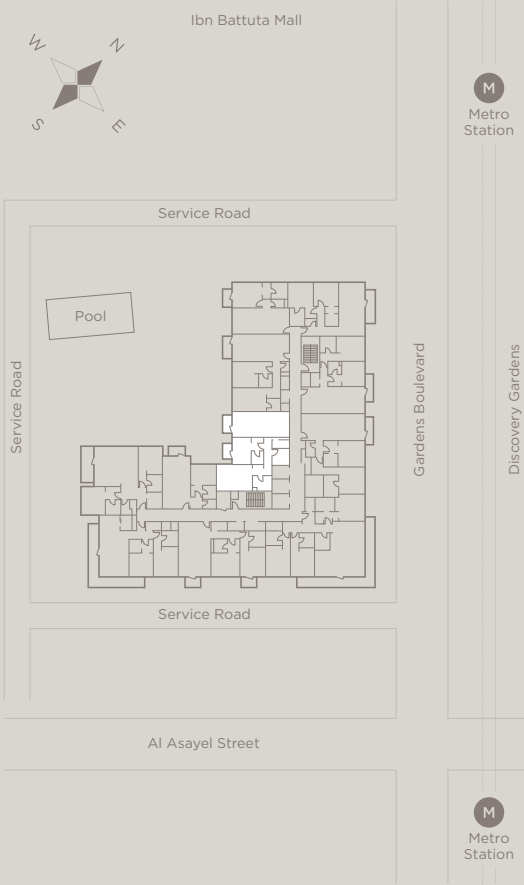 Ibn Battuta Mall
W
N
S
E
M
Metro
Station
Service Road
Pool
Service Road
Gardens Boulevard
Discovery Gardens
Service Road
Al Asayel Street
M
Metro
Station